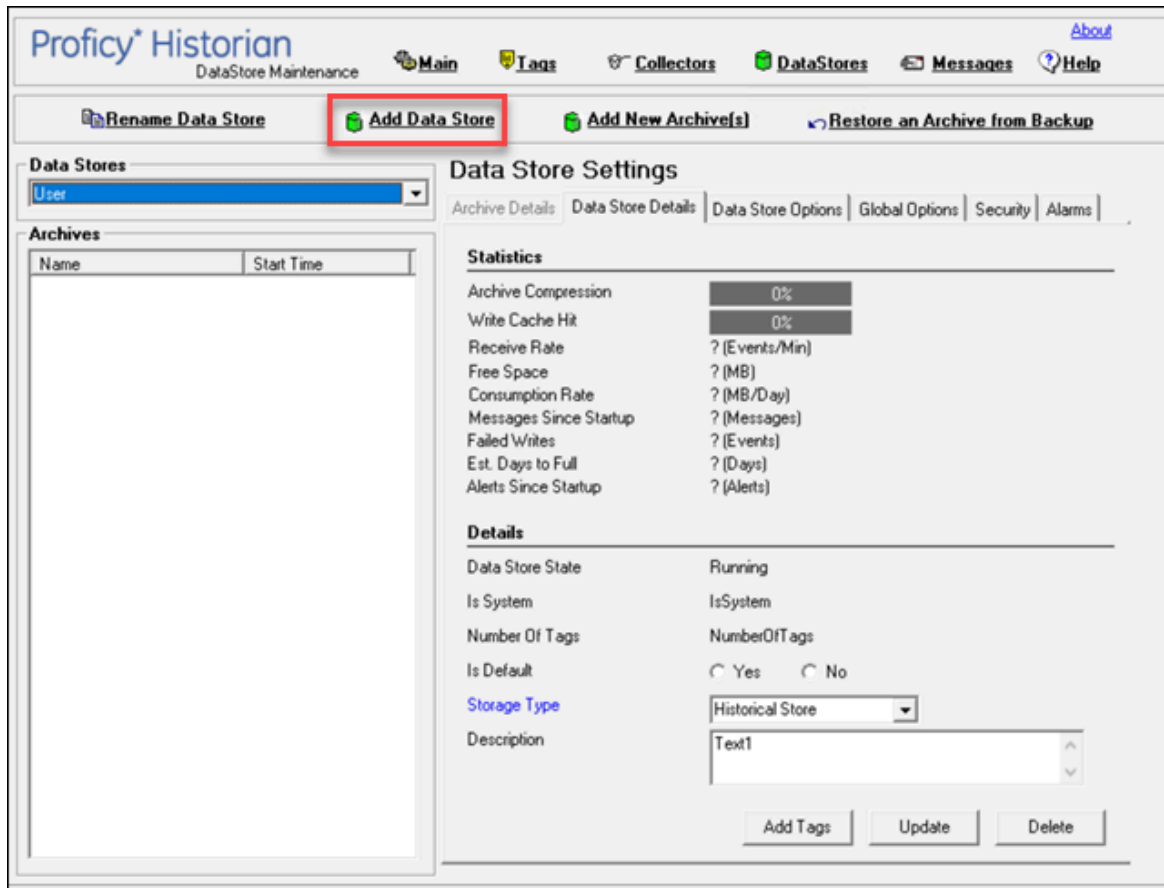 Proficy* Historian
DataStore Maintenance
About
Main
Tags
Collectors
DataStores
Messages
Help
Rename Data Store
Add Data Store
Add New Archive(s)
Restore an Archive from Backup
Data Stores
User
Archives
Name Start Time
Data Store Settings
Archive Details Data Store Details Data Store Options Global Options Security Alarms
Statistics
Archive Compression 0%
Write Cache Hit 0%
Receive Rate ? (Events/Min)
Free Space ? (MB)
Consumption Rate ? (MB/Day)
Messages Since Startup ? (Messages)
Failed Writes ? (Events)
Est. Days to Full ? (Days)
Alerts Since Startup ? (Alerts)
Details
Data Store State Running
Is System IsSystem
Number Of Tags NumberOfTags
Is Default Yes No
Storage Type Historical Store
Description Text1
Add Tags Update Delete